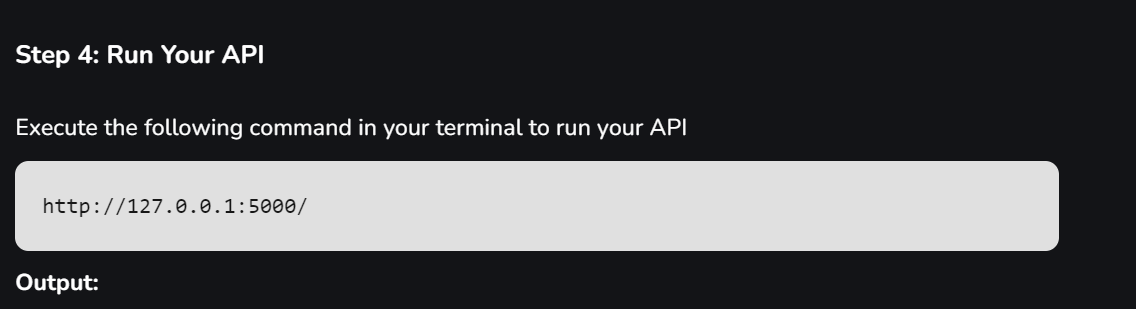 Step 4: Run Your API
Execute the following command in your terminal to run your API
http://127.0.0.1:5000/
Output: